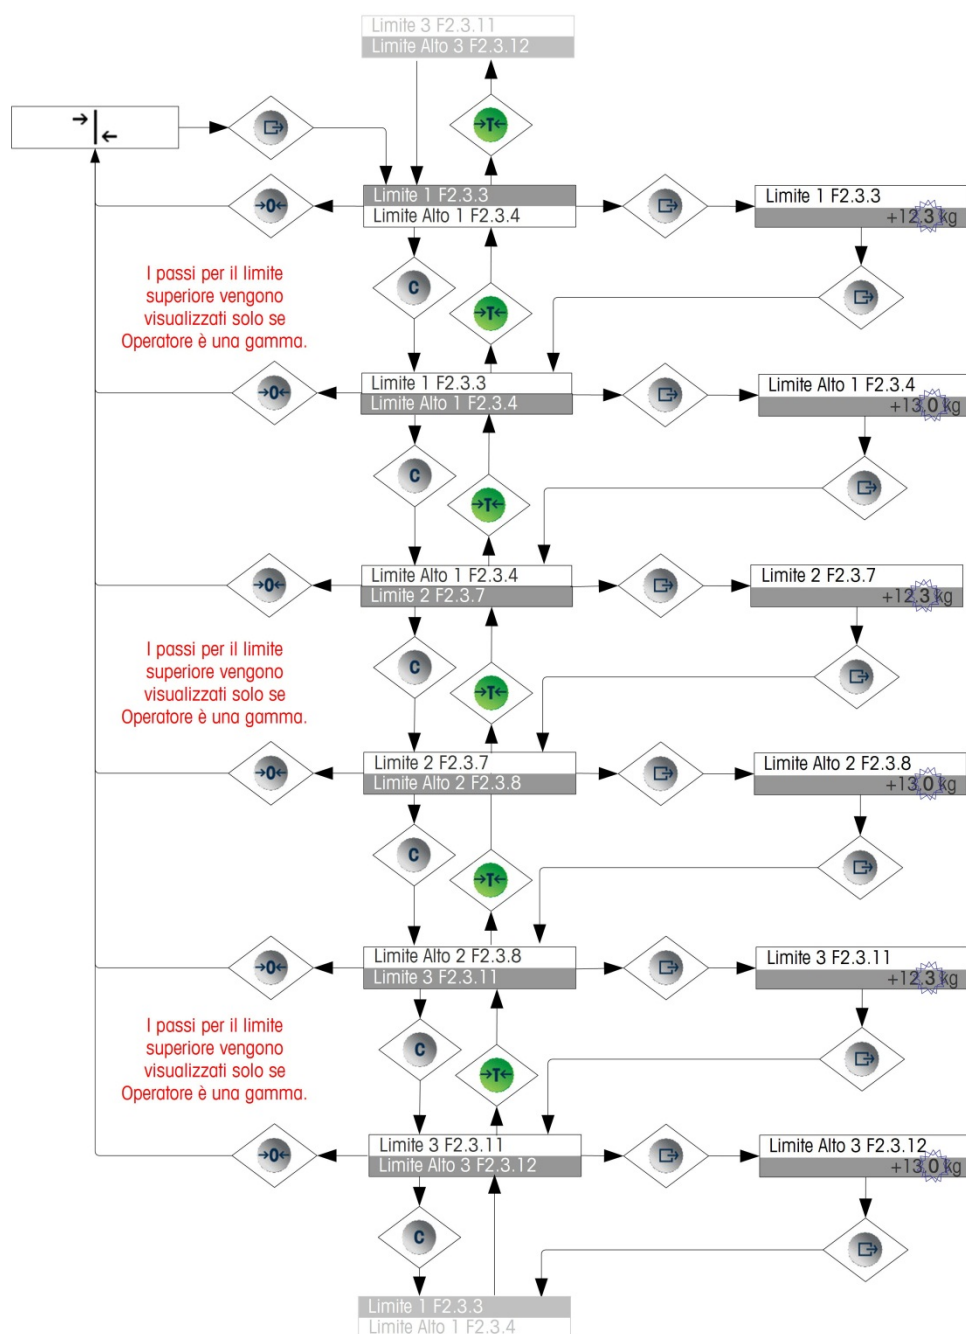 Limite 3 F2.3.11
Limite Alto 3 F2.3.12
→T←
→0←
Limite 1 F2.3.3
Limite Alto 1 F2.3.4
Limite 1 F2.3.3
+12.3 kg
C
→T←
I passi per il limite
superiore vengono
visualizzati solo se
Operatore è una gamma.
→0←
Limite 1 F2.3.3
Limite Alto 1 F2.3.4
Limite Alto 1 F2.3.4
+13.0 kg
C
→T←
→0←
Limite Alto 1 F2.3.4
Limite 2 F2.3.7
Limite 2 F2.3.7
+12.3 kg
C
→T←
I passi per il limite
superiore vengono
visualizzati solo se
Operatore è una gamma.
→0←
Limite 2 F2.3.7
Limite Alto 2 F2.3.8
Limite Alto 2 F2.3.8
+13.0 kg
C
→T←
→0←
Limite Alto 2 F2.3.8
Limite 3 F2.3.11
Limite 3 F2.3.11
+12.3 kg
C
→T←
I passi per il limite
superiore vengono
visualizzati solo se
Operatore è una gamma.
→0←
Limite 3 F2.3.11
Limite Alto 3 F2.3.12
Limite Alto 3 F2.3.12
+13.0 kg
C
Limite 1 F2.3.3
Limite Alto 1 F2.3.4